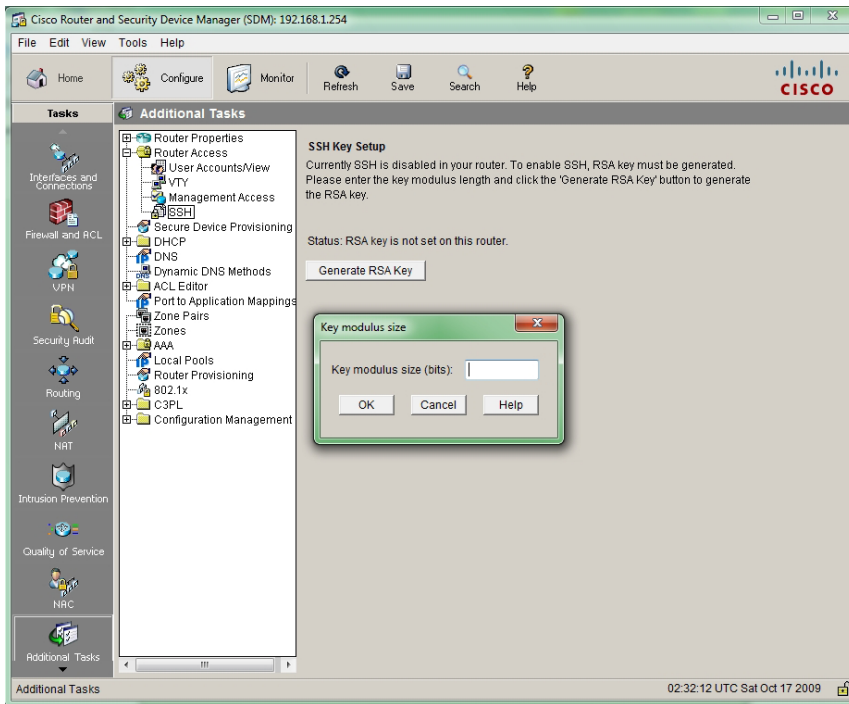 Cisco Router and Security Device Manager (SDM): 192.168.1.254
File Edit View Tools Help
Home Configure Monitor Refresh Save Search Help
CISCO
Tasks
Additional Tasks
Interfaces and
Connections
Firewall and ACL
VPN
Security Audit
Routing
NAT
Intrusion Prevention
Quality of Service
NAC
Additional Tasks
Router Properties
Router Access
User Accounts/View
VTY
Management Access
SSH
Secure Device Provisioning
DHCP
DNS
Dynamic DNS Methods
ACL Editor
Port to Application Mappings
Zone Pairs
Zones
AAA
Local Pools
Router Provisioning
802.1x
C3PL
Configuration Management
SSH Key Setup
Currently SSH is disabled in your router. To enable SSH, RSA key must be generated.
Please enter the key modulus length and click the 'Generate RSA Key' button to generate
the RSA key.
Status: RSA key is not set on this router.
Generate RSA Key
Key modulus size
Key modulus size (bits):
OK Cancel Help
Additional Tasks
02:32:12 UTC Sat Oct 17 2009